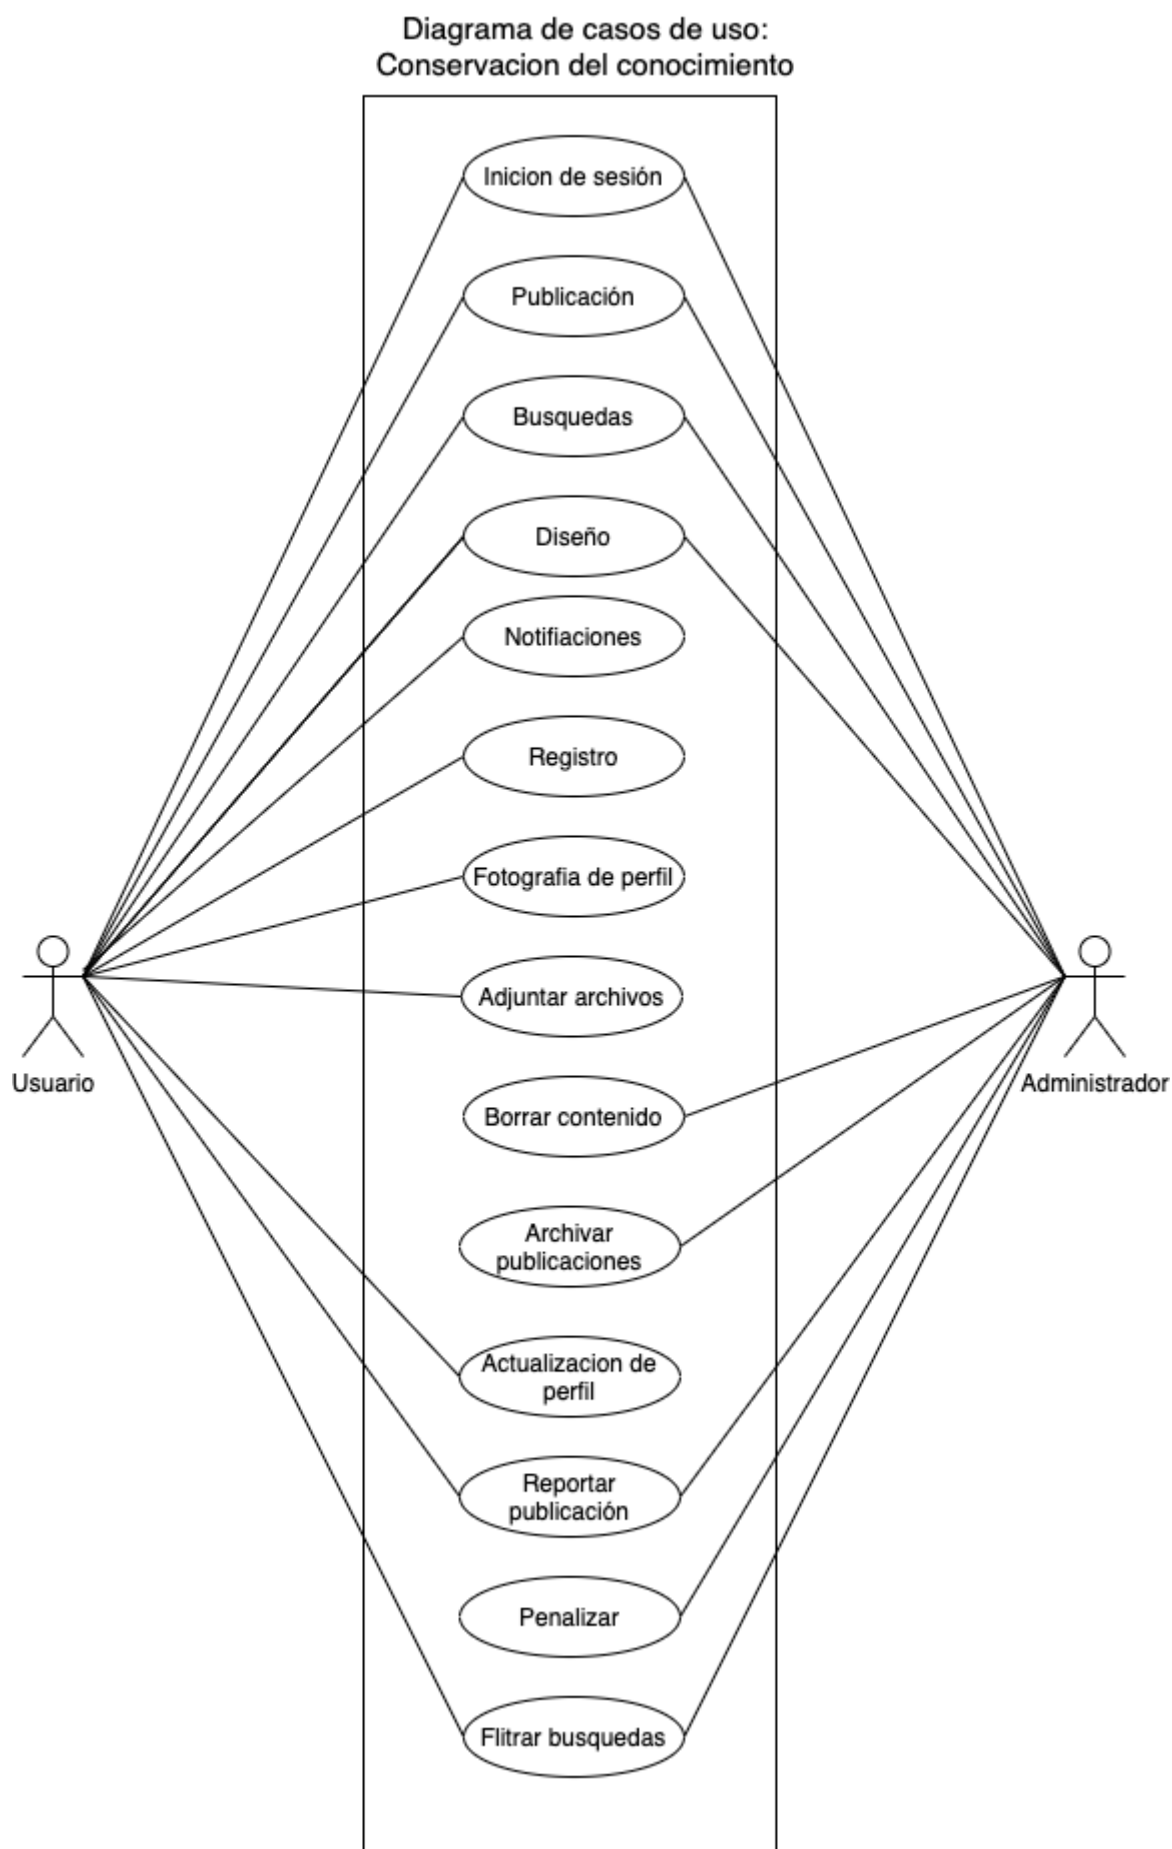 Diagrama de casos de uso:
Conservacion del conocimiento
Inicion de sesión
Publicación
Busquedas
Diseño
Notifiaciones
Registro
Fotografia de perfil
Adjuntar archivos
Usuario
Administrador
Borrar contenido
Archivar
publicaciones
Actualizacion de
perfil
Reportar
publicación
Penalizar
Flitrar busquedas